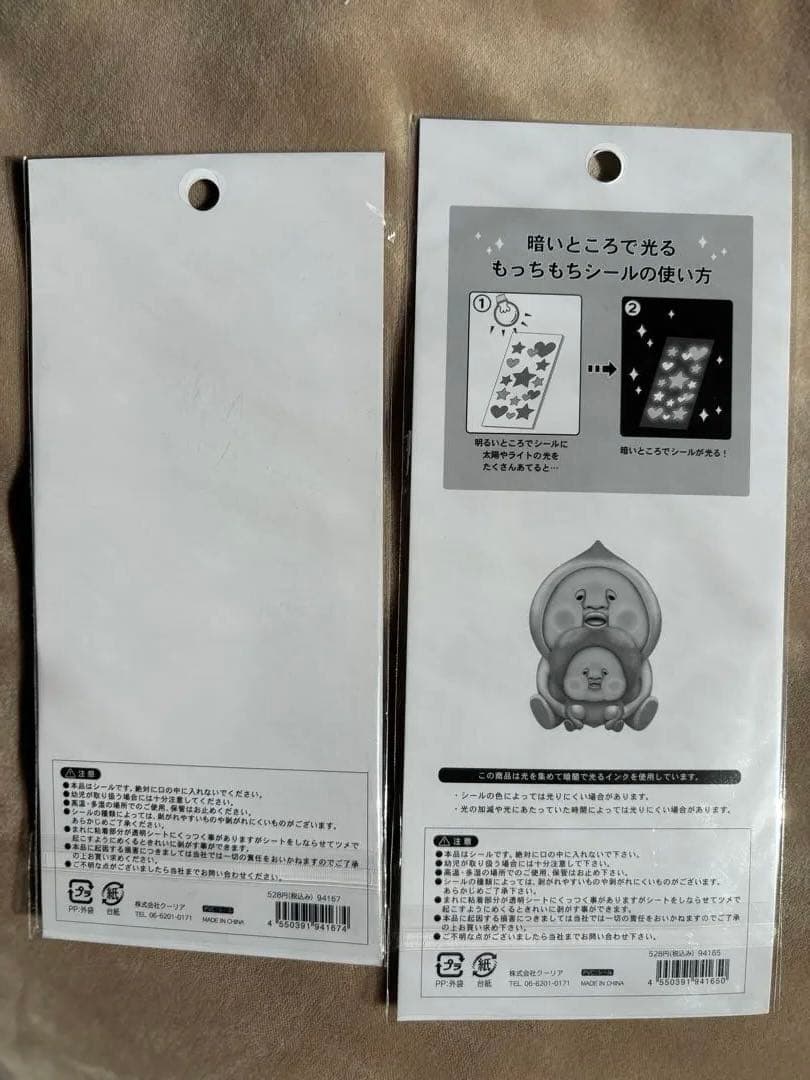 ⚠注意
●本品はシールです。絶対に口の中に入れないでください。
●幼児が取り扱う場合には十分注意してください。
●高温・多湿の場所でのご使用、保管はお止めください。
●シールの種類によっては、剥がれやすいものや剥がれにくいものがございます。
あらかじめご了承ください。
●まれに粘着部分が透明シートにくっつく事がありますがシートをしならせてツメで
起こすようにめくるときれいに剥がす事ができます。
●本品に起因する損害につきましては当社では一切の責任をおいかねますのでご了承
の上お買い求めください。
●ご不明な点がございましたら当社までお問い合わせください。
プラ
PP:外袋
紙
台紙
株式会社クーリア
TEL 06-6201-0171
PVCシール
MADE IN CHINA
528円(税込み) 94167
4 550391 941674
暗いところで光る
もっちもちシールの使い方
①
明るいところでシールに
太陽やライトの光を
たくさんあてると…
②
暗いところでシールが光る!
この商品は光を集めて暗闇で光るインクを使用しています。
・シールの色によっては光りにくい場合があります。
・光の加減や光にあたっていた時間によっては光りにくい場合があります。
⚠注意
●本品はシールです。絶対に口の中に入れないで下さい。
●幼児が取り扱う場合には十分注意して下さい。
●高温・多湿の場所でのご使用、保管はお止め下さい。
●シールの種類によっては、剥がれやすいものや剥がれにくいものがございます。
あらかじめご了承下さい。
●まれに粘着部分が透明シートにくっつく事がありますがシートをしならせてツメで
起こすようにめくるときれいに剥がす事ができます。
●本品に起因する損害につきましては当社では一切の責任をおいかねますのでご了承
の上お買い求め下さい。
●ご不明な点がございましたら当社までお問い合わせ下さい。
プラ
PP:外袋
紙
台紙
株式会社クーリア
TEL 06-6201-0171
PVCシール
MADE IN CHINA
528円(税込み) 94165
4 550391 941650